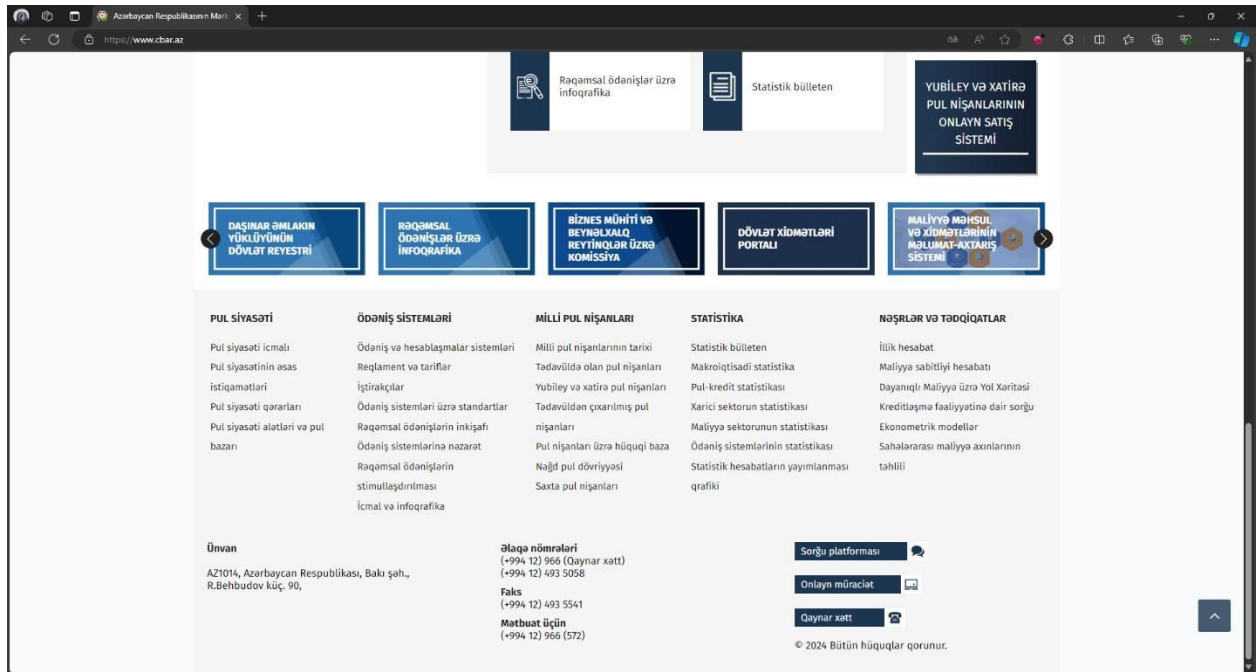 Azərbaycan Respublikasının Mərk
https://www.cbar.az
Rəqəmsal ödənişlər üzrə
infoqrafika
Statistik bülleten
YUBİLEY VƏ XATİRƏ
PUL NİŞANLARININ
ONLAYN SATIŞ
SİSTEMİ
DAŞINAR ƏMLAKIN
YÜKLÜYÜNÜN
DÖVLƏT REYESTRİ
RƏQƏMSAL
ÖDƏNİŞLƏR ÜZRƏ
İNFOQRAFİKA
BİZNES MÜHİTİ VƏ
BEYNƏLXALQ
REYTİNQLƏR ÜZRƏ
KOMİSSİYA
DÖVLƏT XİDMƏTLƏRİ
PORTALI
MALİYYƏ MƏHSUL
VƏ XİDMƏTLƏRİNİN
MƏLUMAT-AXTARIŞ
SİSTEMİ
PUL SİYASƏTİ
Pul siyasəti icmalı
Pul siyasətinin əsas
istiqamətləri
Pul siyasəti qərarları
Pul siyasəti alətləri və pul
bazarı
ÖDƏNİŞ SİSTEMLƏRİ
Ödəniş və hesablaşmalar sistemləri
Reqlament və tariflər
İştirakçılar
Ödəniş sistemləri üzrə standartlar
Rəqəmsal ödənişlərin inkişafı
Ödəniş sistemlərinə nəzarət
Rəqəmsal ödənişlərin
stimullaşdırılması
İcmal və infoqrafika
MİLLİ PUL NİŞANLARI
Milli pul nişanlarının tarixi
Tədavüldə olan pul nişanları
Yubiley və xatirə pul nişanları
Tədavüldən çıxarılmış pul
nişanları
Pul nişanları üzrə hüquqi baza
Nağd pul dövriyyəsi
Saxta pul nişanları
STATİSTİKA
Statistik bülleten
Makroiqtisadi statistika
Pul-kredit statistikası
Xarici sektorun statistikası
Maliyyə sektorunun statistikası
Ödəniş sistemlərinin statistikası
Statistik hesabatların yayımlanması
qrafiki
NƏŞRLƏR VƏ TƏDQİQATLAR
İllik hesabat
Maliyyə sabitliyi hesabatı
Dayanıqlı Maliyyə üzrə Yol Xəritəsi
Kreditləşmə fəaliyyətinə dair sorğu
Ekonometrik modellər
Sahələrarası maliyyə axınlarının
təhlili
Ünvan
AZ1014, Azərbaycan Respublikası, Bakı şəh.,
R.Behbudov küç. 90,
Əlaqə nömrələri
(+994 12) 966 (Qaynar xətt)
(+994 12) 493 5058
Faks
(+994 12) 493 5541
Mətbuat üçün
(+994 12) 966 (572)
Sorğu platforması
Onlayn müraciət
Qaynar xətt
© 2024 Bütün hüquqlar qorunur.